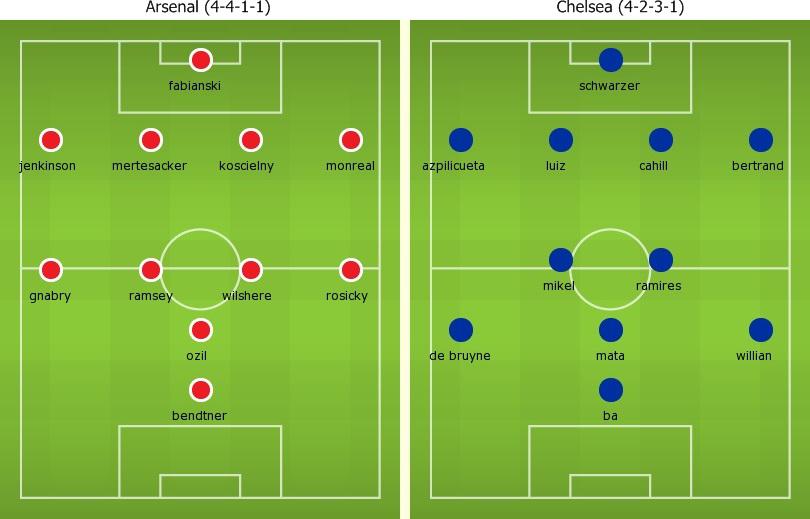 Arsenal (4-4-1-1)
fabianski
jenkinson mertesacker koscielny monreal
gnabry ramsey wilshere rosicky
ozil
bendtner
Chelsea (4-2-3-1)
schwarzer
azpilicueta luiz cahill bertrand
mikel ramires
de bruyne mata willian
ba